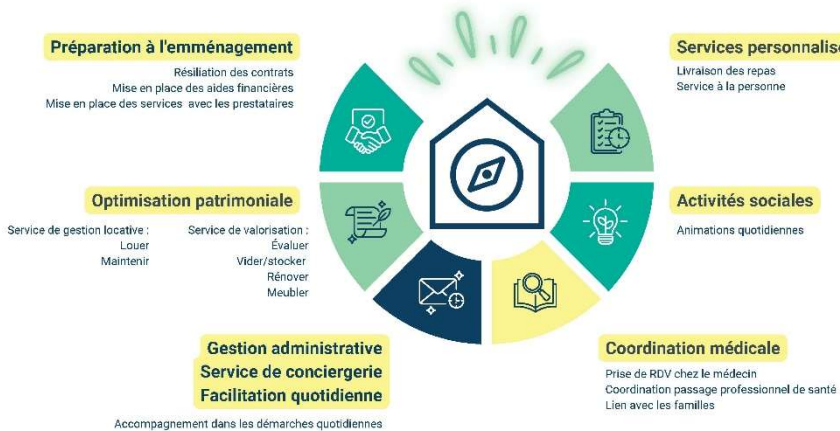 Préparation à l'emménagement
Résiliation des contrats
Mise en place des aides financières
Mise en place des services avec les prestataires
Optimisation patrimoniale
Service de gestion locative :
Louer
Maintenir
Service de valorisation :
Évaluer
Vider/stocker
Rénover
Meubler
Gestion administrative
Service de conciergerie
Facilitation quotidienne
Accompagnement dans les démarches quotidiennes
Services personnalisé
Livraison des repas
Service à la personne
Activités sociales
Animations quotidiennes
Coordination médicale
Prise de RDV chez le médecin
Coordination passage professionnel de santé
Lien avec les familles